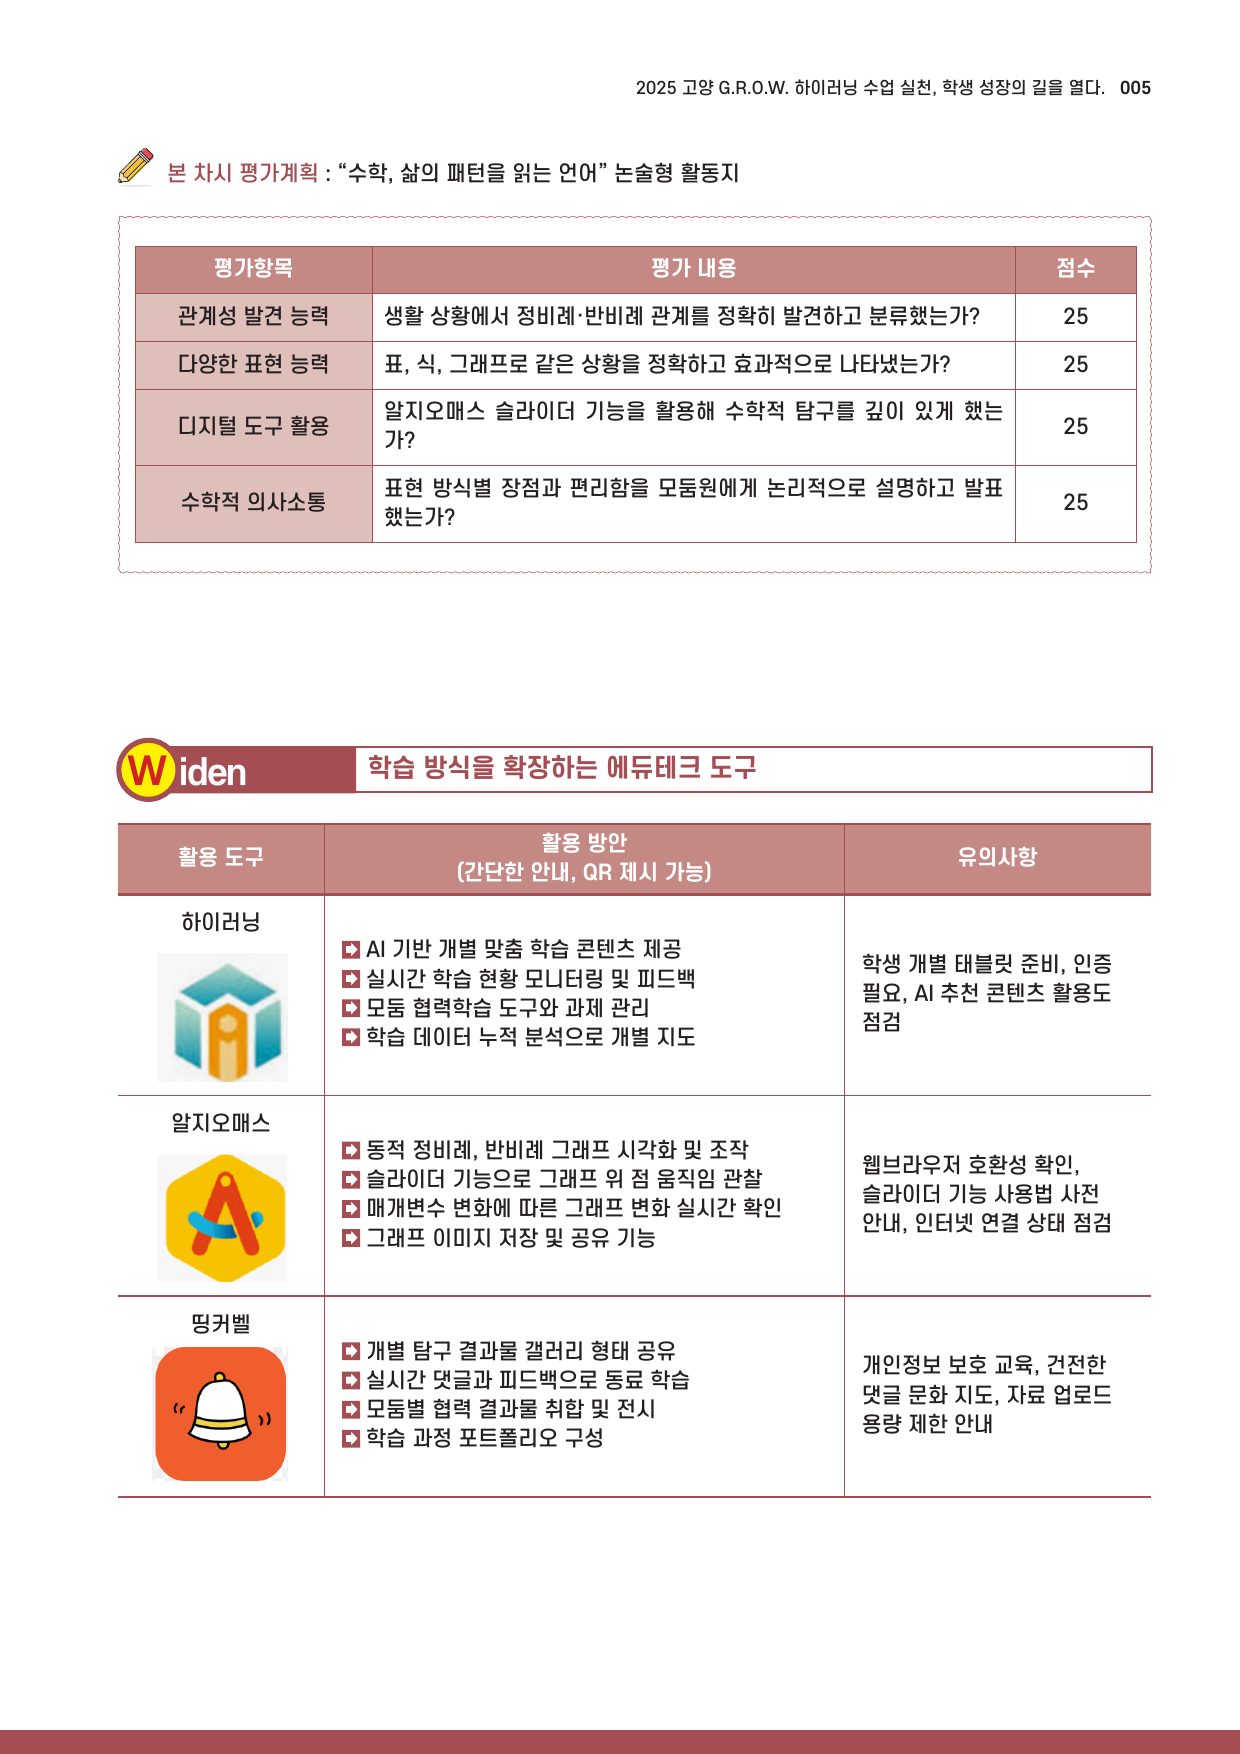 2025 고양 G.R.O.W. 하이러닝 수업 실천, 학생 성장의 길을 열다. 005
본 차시 평가계획 : “수학, 삶의 패턴을 읽는 언어” 논술형 활동지
평가항목 평가 내용 점수
관계성 발견 능력 생활 상황에서 정비례·반비례 관계를 정확히 발견하고 분류했는가? 25
다양한 표현 능력 표, 식, 그래프로 같은 상황을 정확하고 효과적으로 나타냈는가? 25
디지털 도구 활용 알지오매스 슬라이더 기능을 활용해 수학적 탐구를 깊이 있게 했는
가? 25
수학적 의사소통 표현 방식별 장점과 편리함을 모둠원에게 논리적으로 설명하고 발표
했는가? 25
Widen 학습 방식을 확장하는 에듀테크 도구
활용 도구 활용 방안
(간단한 안내, QR 제시 가능) 유의사항
하이러닝
AI 기반 개별 맞춤 학습 콘텐츠 제공
실시간 학습 현황 모니터링 및 피드백
모둠 협력학습 도구와 과제 관리
학습 데이터 누적 분석으로 개별 지도
학생 개별 태블릿 준비, 인증
필요, AI 추천 콘텐츠 활용도
점검
알지오매스
동적 정비례, 반비례 그래프 시각화 및 조작
슬라이더 기능으로 그래프 위 점 움직임 관찰
매개변수 변화에 따른 그래프 변화 실시간 확인
그래프 이미지 저장 및 공유 기능
웹브라우저 호환성 확인,
슬라이더 기능 사용법 사전
안내, 인터넷 연결 상태 점검
띵커벨
개별 탐구 결과물 갤러리 형태 공유
실시간 댓글과 피드백으로 동료 학습
모둠별 협력 결과물 취합 및 전시
학습 과정 포트폴리오 구성
개인정보 보호 교육, 건전한
댓글 문화 지도, 자료 업로드
용량 제한 안내